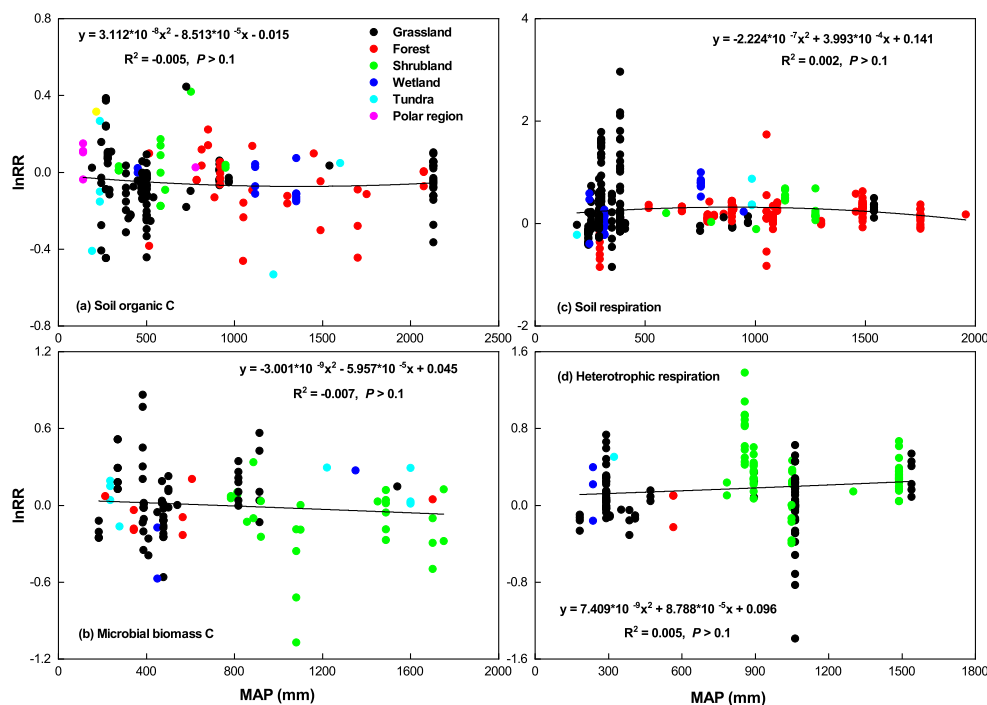 y = 3.112*10 -8x2 - 8.513*10 -5x - 0.015
R2 = -0.005, P > 0.1
Grassland
Forest
Shrubland
Wetland
Tundra
Polar region
lnRR
0.8
0.4
0.0
-0.4
-0.8
(a) Soil organic C
0 500 1000 1500 2000 2500
y = -2.224*10 -7x2 + 3.993*10 -4x + 0.141
R2 = 0.002, P > 0.1
4
2
0
-2
(c) Soil respiration
0 500 1000 1500 2000
y = -3.001*10 -9x2 - 5.957*10 -5x + 0.045
R2 = -0.007, P > 0.1
lnRR
1.2
0.6
0.0
-0.6
-1.2
(b) Microbial biomass C
0 400 800 1200 1600 2000
MAP (mm)
(d) Heterotrophic respiration
1.6
0.8
0.0
-0.8
-1.6
y = 7.409*10 -9x2 + 8.788*10 -5x + 0.096
R2 = 0.005, P > 0.1
0 300 600 900 1200 1500 1800
MAP (mm)